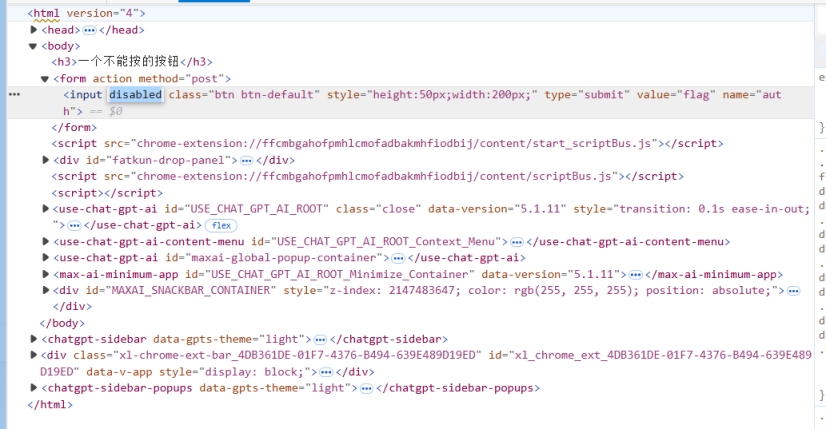 <html version="4">
<head>…</head>
<body>
<h3>一个不能按的按钮</h3>
<form action method="post">
<input disabled class="btn btn-default" style="height:50px;width:200px;" type="submit" value="flag" name="aut
h"> == $0
</form>
<script src="chrome-extension://ffcmbgahofpmhlcmofadbakmhfiodbij/content/start_scriptBus.js"></script>
<div id="fatkun-drop-panel">…</div>
<script src="chrome-extension://ffcmbgahofpmhlcmofadbakmhfiodbij/content/scriptBus.js"></script>
<script></script>
<use-chat-gpt-ai id="USE_CHAT_GPT_AI_ROOT" class="close" data-version="5.1.11" style="transition: 0.1s ease-in-out;
">…</use-chat-gpt-ai> flex
<use-chat-gpt-ai-content-menu id="USE_CHAT_GPT_AI_ROOT_Context_Menu">…</use-chat-gpt-ai-content-menu>
<use-chat-gpt-ai id="maxai-global-popup-container">…</use-chat-gpt-ai>
<max-ai-minimum-app id="USE_CHAT_GPT_AI_ROOT_Minimize_Container" data-version="5.1.11">…</max-ai-minimum-app>
<div id="MAXAI_SNACKBAR_CONTAINER" style="z-index: 2147483647; color: rgb(255, 255, 255); position: absolute;">…
</div>
</body>
<chatgpt-sidebar data-gpts-theme="light">…</chatgpt-sidebar>
<div class="xl-chrome-ext-bar_4DB361DE-01F7-4376-B494-639E489D19ED" id="xl_chrome_ext_4DB361DE-01F7-4376-B494-639E489
D19ED" data-v-app style="display: block;">…</div>
<chatgpt-sidebar-popups data-gpts-theme="light">…</chatgpt-sidebar-popups>
</html>